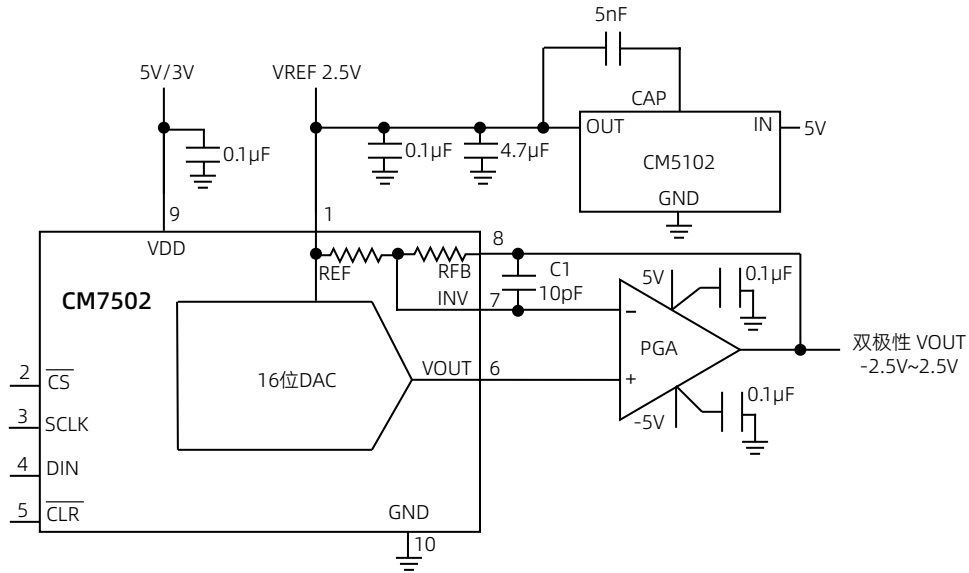 5nF
5V/3V
VREF 2.5V
CAP
OUT
IN
5V
0.1μF
0.1μF
4.7μF
CM5102
GND
9
1
VDD
8
REF
RFB
C1
10pF
5V
0.1μF
CM7502
INV
7
PGA
双极性 VOUT
-2.5V~2.5V
16位DAC
VOUT
6
2
CS
0.1μF
-5V
3
SCLK
4
DIN
5
CLR
GND
10